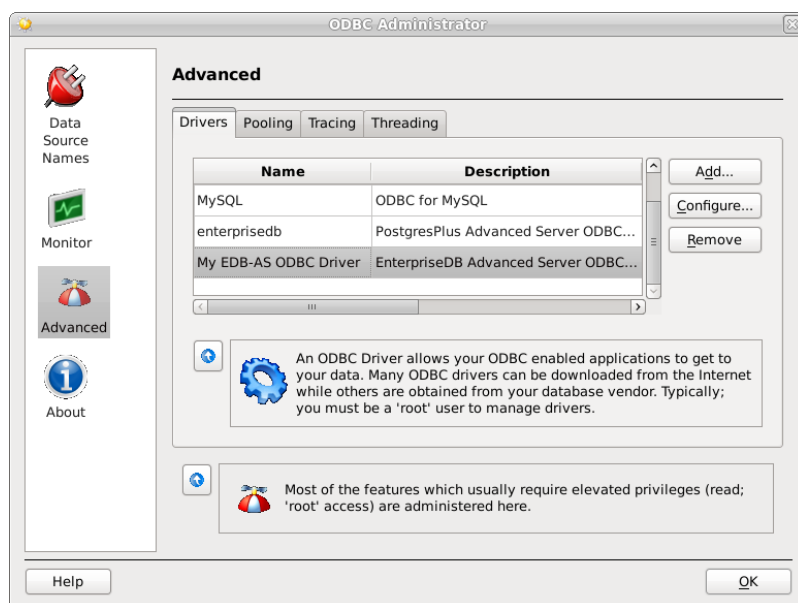 ODBC Administrator
Data
Source
Names
Monitor
Advanced
About
Advanced
Drivers Pooling Tracing Threading
Name Description
MySQL ODBC for MySQL
enterprisedb PostgresPlus Advanced Server ODBC...
My EDB-AS ODBC Driver EnterpriseDB Advanced Server ODBC...
Add...
Configure...
Remove
An ODBC Driver allows your ODBC enabled applications to get to
your data. Many ODBC drivers can be downloaded from the Internet
while others are obtained from your database vendor. Typically;
you must be a 'root' user to manage drivers.
Most of the features which usually require elevated privileges (read;
'root' access) are administered here.
Help
OK